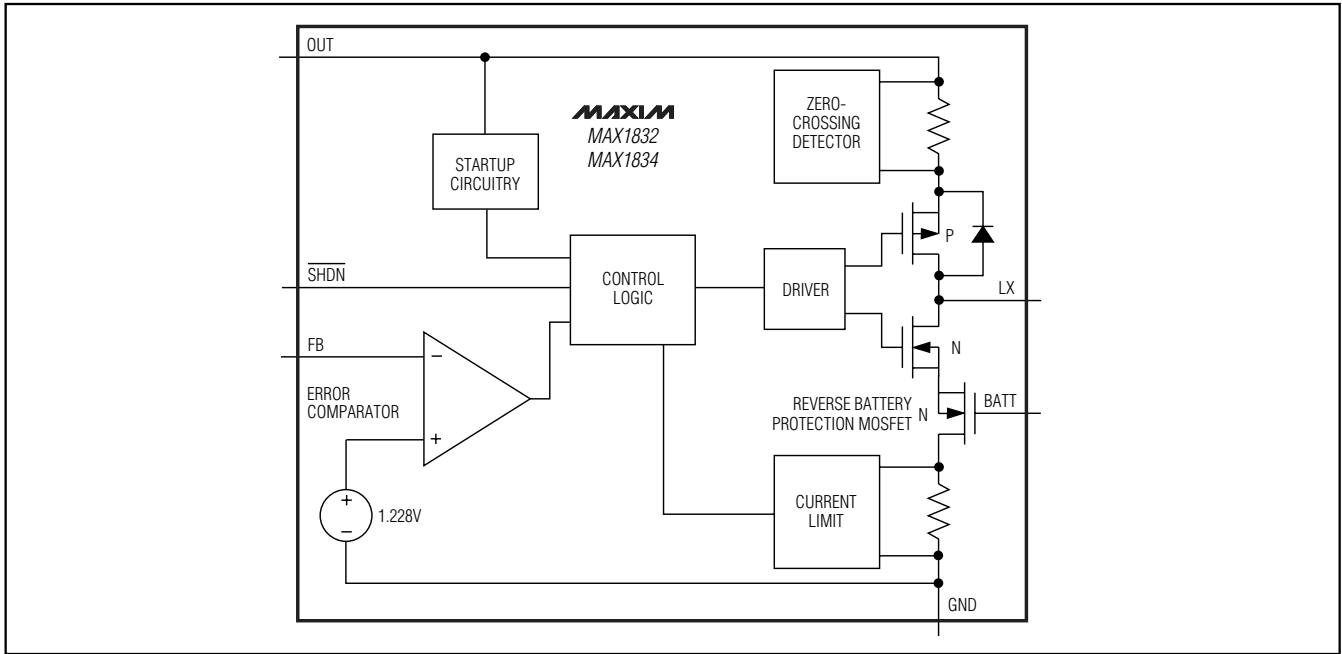 OUT
MAXIM
MAX1832
MAX1834
ZERO-
CROSSING
DETECTOR
STARTUP
CIRCUITRY
P
SHDN
CONTROL
LOGIC
DRIVER
LX
FB
−
N
ERROR
COMPARATOR
+
REVERSE BATTERY
PROTECTION MOSFET
N
BATT
+
−
1.228V
CURRENT
LIMIT
GND